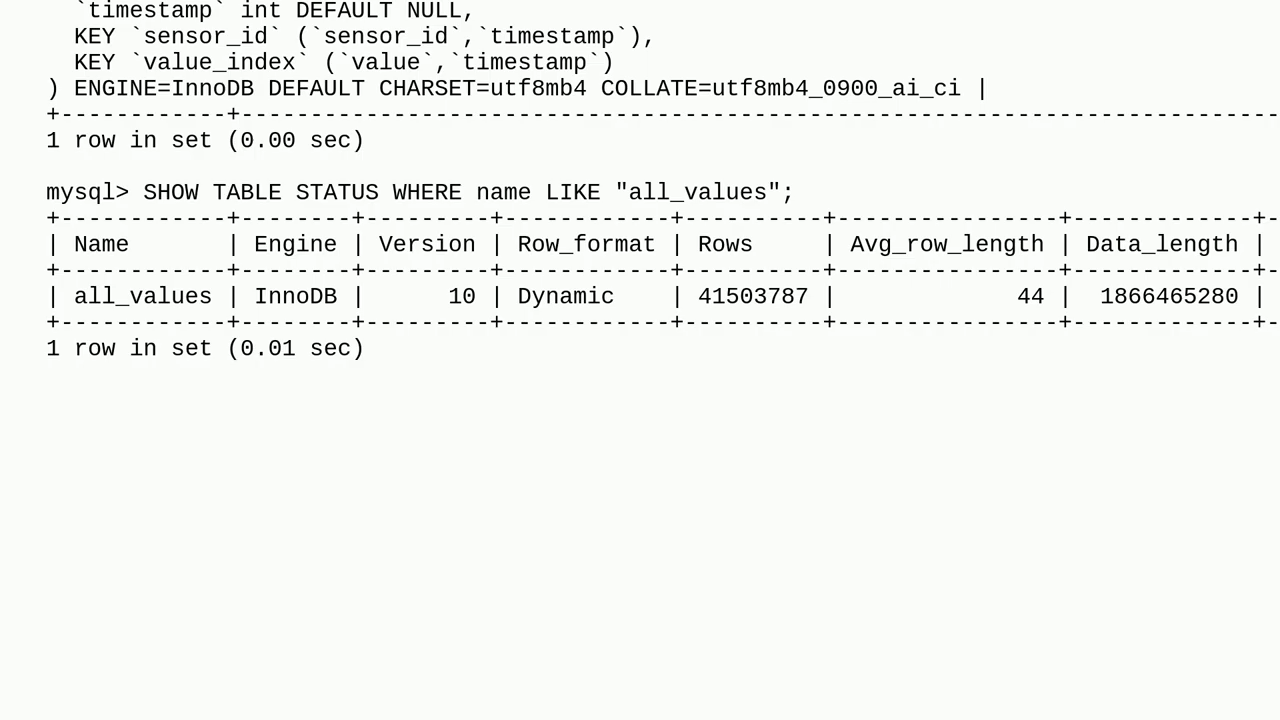 `timestamp` int DEFAULT NULL,
  KEY `sensor_id` (`sensor_id`,`timestamp`),
  KEY `value_index` (`value`,`timestamp`)
) ENGINE=InnoDB DEFAULT CHARSET=utf8mb4 COLLATE=utf8mb4_0900_ai_ci |
+------------+---------------------------------------------------------------------------
1 row in set (0.00 sec)

mysql> SHOW TABLE STATUS WHERE name LIKE "all_values";
+------------+--------+---------+------------+----------+----------------+-------------+-
| Name       | Engine | Version | Row_format | Rows     | Avg_row_length | Data_length |
+------------+--------+---------+------------+----------+----------------+-------------+-
| all_values | InnoDB |      10 | Dynamic    | 41503787 |             44 |  1866465280 |
+------------+--------+---------+------------+----------+----------------+-------------+-
1 row in set (0.01 sec)